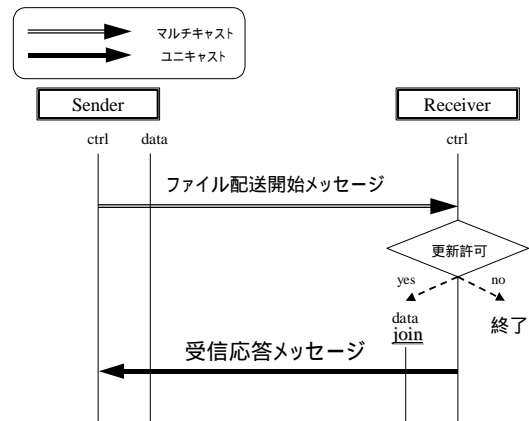 マルチキャスト
ユニキャスト
Sender
Receiver
ctrl
data
ctrl
ファイル配送開始メッセージ
更新許可
yes
no
data
join
終了
受信応答メッセージ